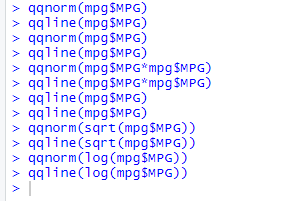 > qqnorm(mpg$MPG)
> qqline(mpg$MPG)
> qqnorm(mpg$MPG)
> qqline(mpg$MPG)
> qqnorm(mpg$MPG*mpg$MPG)
> qqline(mpg$MPG*mpg$MPG)
> qqline(mpg$MPG)
> qqline(mpg$MPG)
> qqnorm(sqrt(mpg$MPG))
> qqline(sqrt(mpg$MPG))
> qqnorm(log(mpg$MPG))
> qqline(log(mpg$MPG))
>